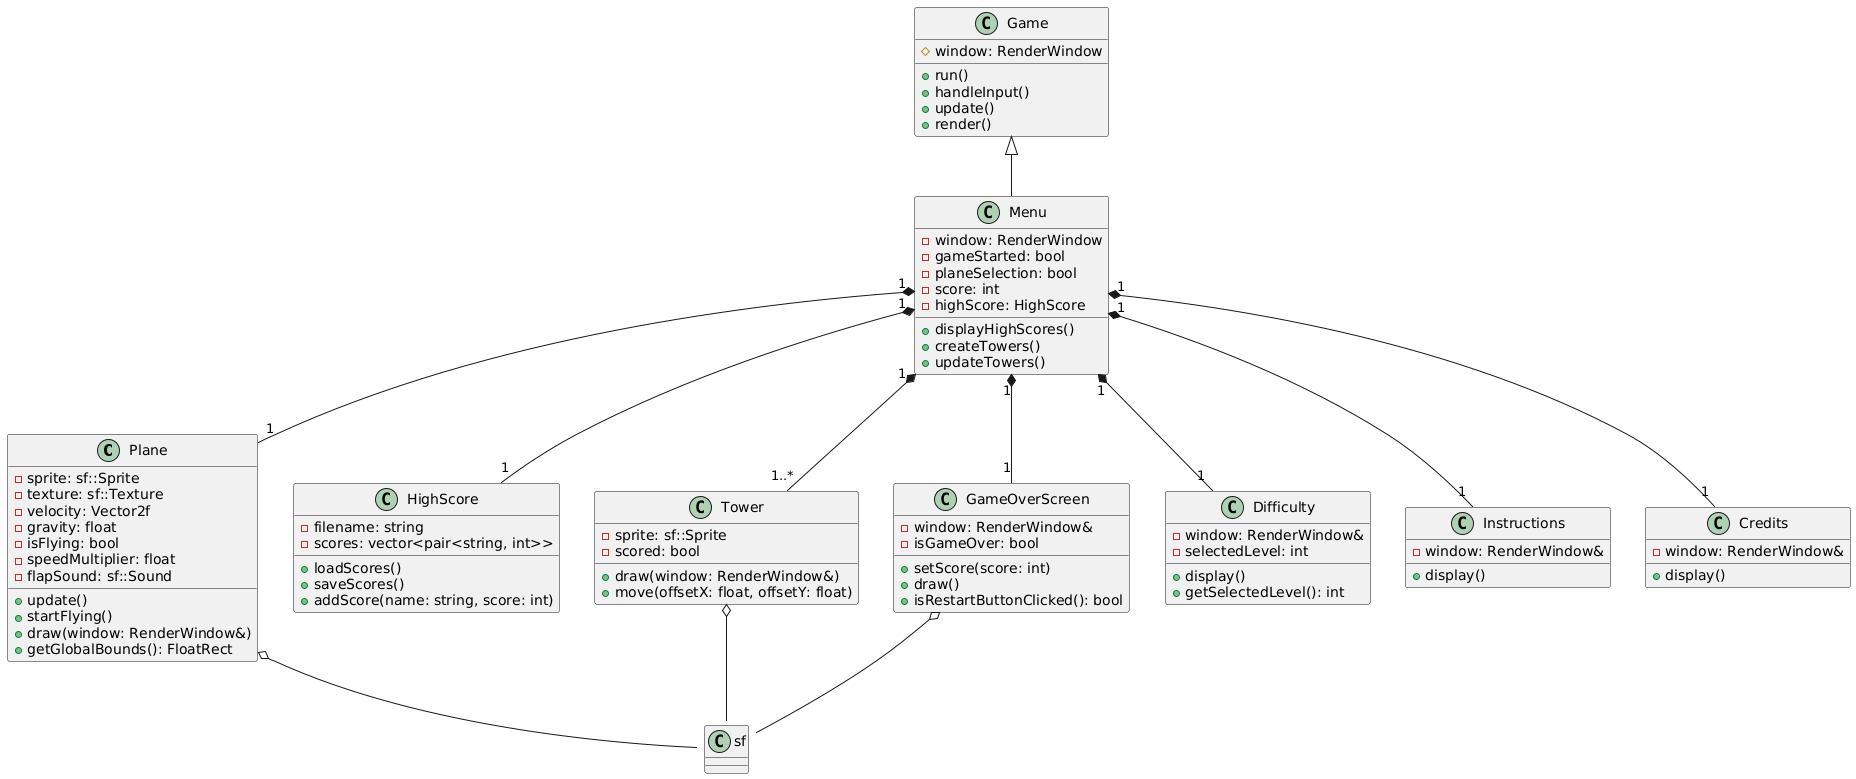 C Game
window: RenderWindow
run()
handleInput()
update()
render()
C Menu
window: RenderWindow
gameStarted: bool
planeSelection: bool
score: int
highScore: HighScore
displayHighScores()
createTowers()
updateTowers()
1 1
1 1
1 1 1
1 1 1..* 1 1 1 1
C Plane
sprite: sf::Sprite
texture: sf::Texture
velocity: Vector2f
gravity: float
isFlying: bool
speedMultiplier: float
flapSound: sf::Sound
update()
startFlying()
draw(window: RenderWindow&)
getGlobalBounds(): FloatRect
C HighScore
filename: string
scores: vector<pair<string, int>>
loadScores()
saveScores()
addScore(name: string, score: int)
C Tower
sprite: sf::Sprite
scored: bool
draw(window: RenderWindow&)
move(offsetX: float, offsetY: float)
C GameOverScreen
window: RenderWindow&
isGameOver: bool
setScore(score: int)
draw()
isRestartButtonClicked(): bool
C Difficulty
window: RenderWindow&
selectedLevel: int
display()
getSelectedLevel(): int
C Instructions
window: RenderWindow&
display()
C Credits
window: RenderWindow&
display()
C sf